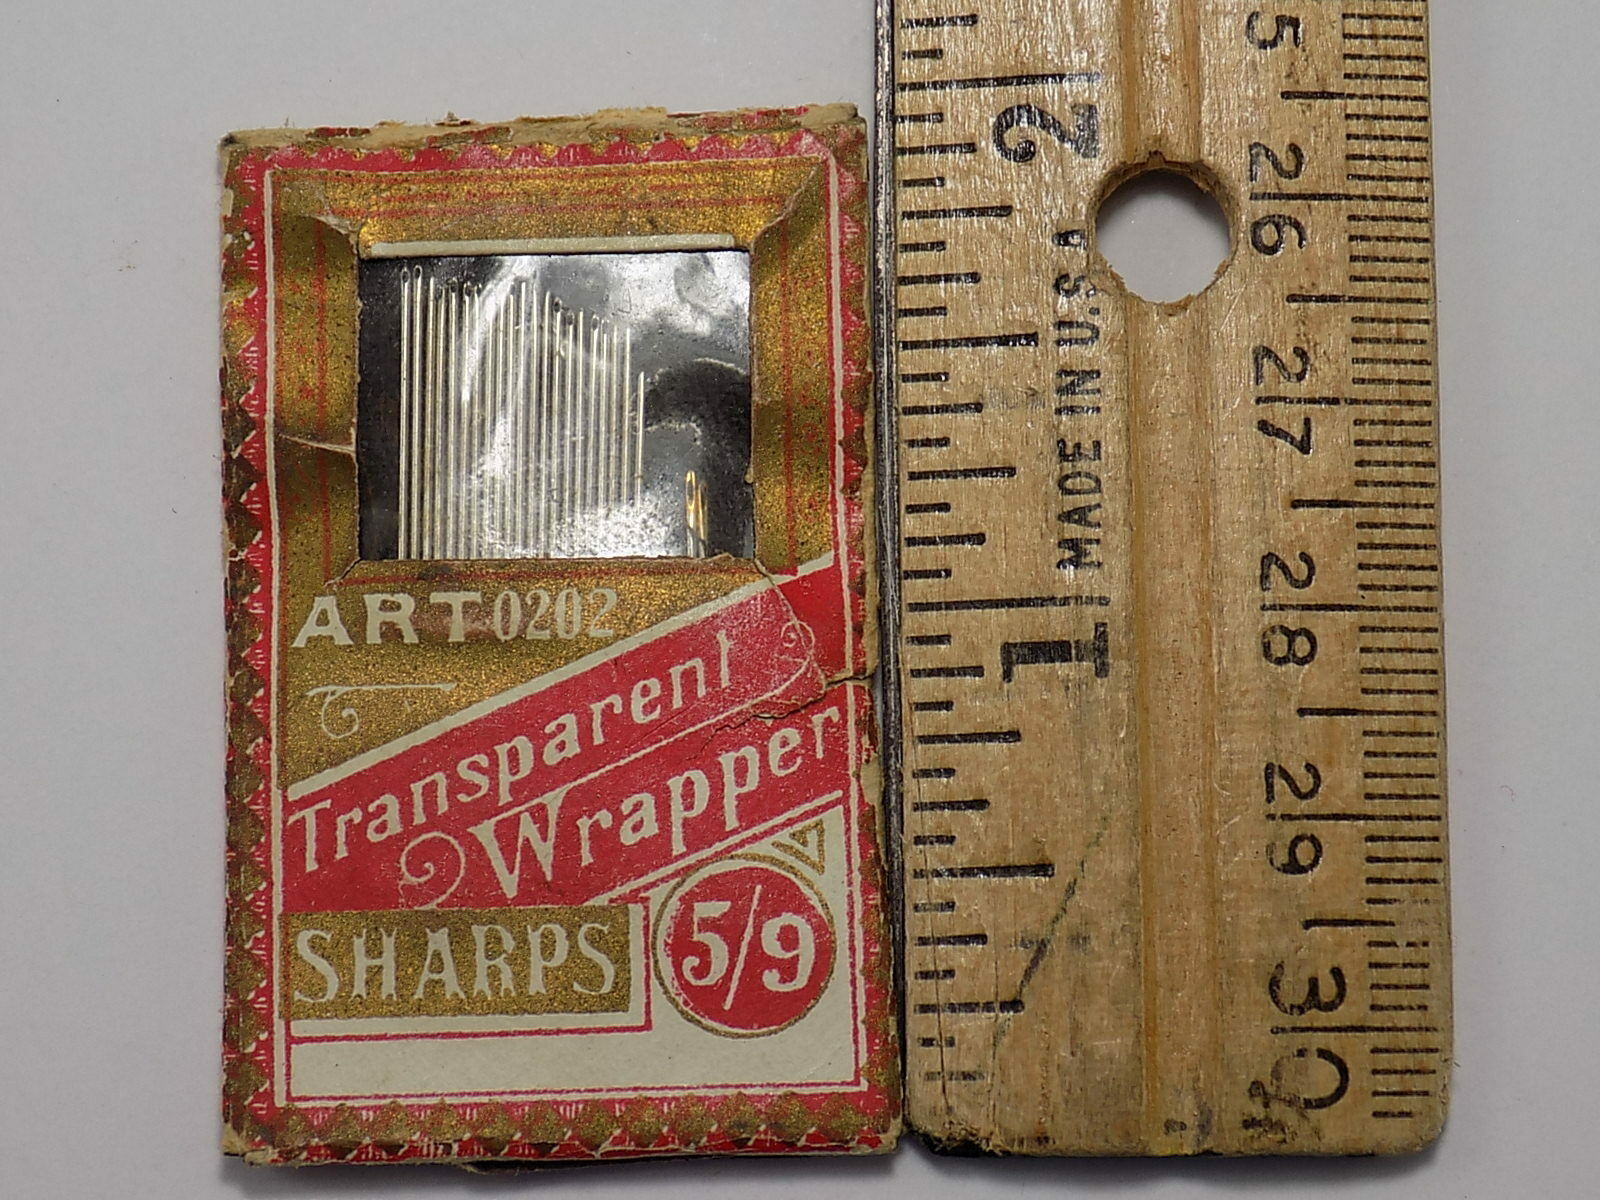 ART 0202
Transparent
Wrapper
SHARPS
5/9
2
MADE IN U.S.A
1
5
26
27
28
29
30